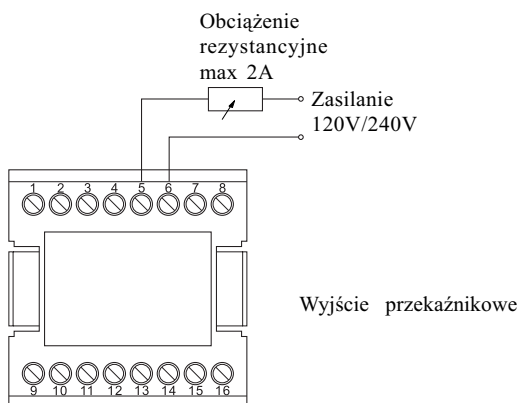 Obciążenie
rezystancyjne
max 2A
Zasilanie
120V/240V
1 2 3 4 5 6 7 8
Wyjście przekaźnikowe
9 10 11 12 13 14 15 16